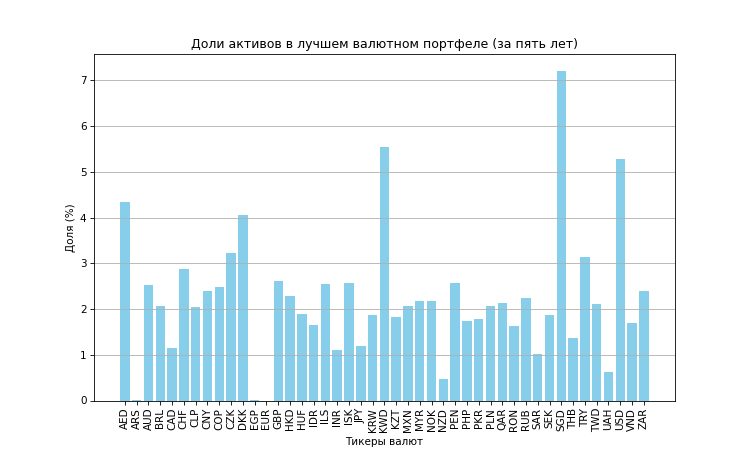 Доли активов в лучшем валютном портфеле (за пять лет)
Доля (%)
7
6
5
4
3
2
1
0
AED ARS AUD BRL CAD CHF CLP CNY COP CZK DKK EGP EUR GBP HKD HUF IDR ILS INR ISK JPY KRW KWD KZT MXN MYR NOK NZD PEN PHP PKR PLN QAR RON RUB SAR SEK SGD THB TRY TWD UAH USD VND ZAR
Тикеры валют